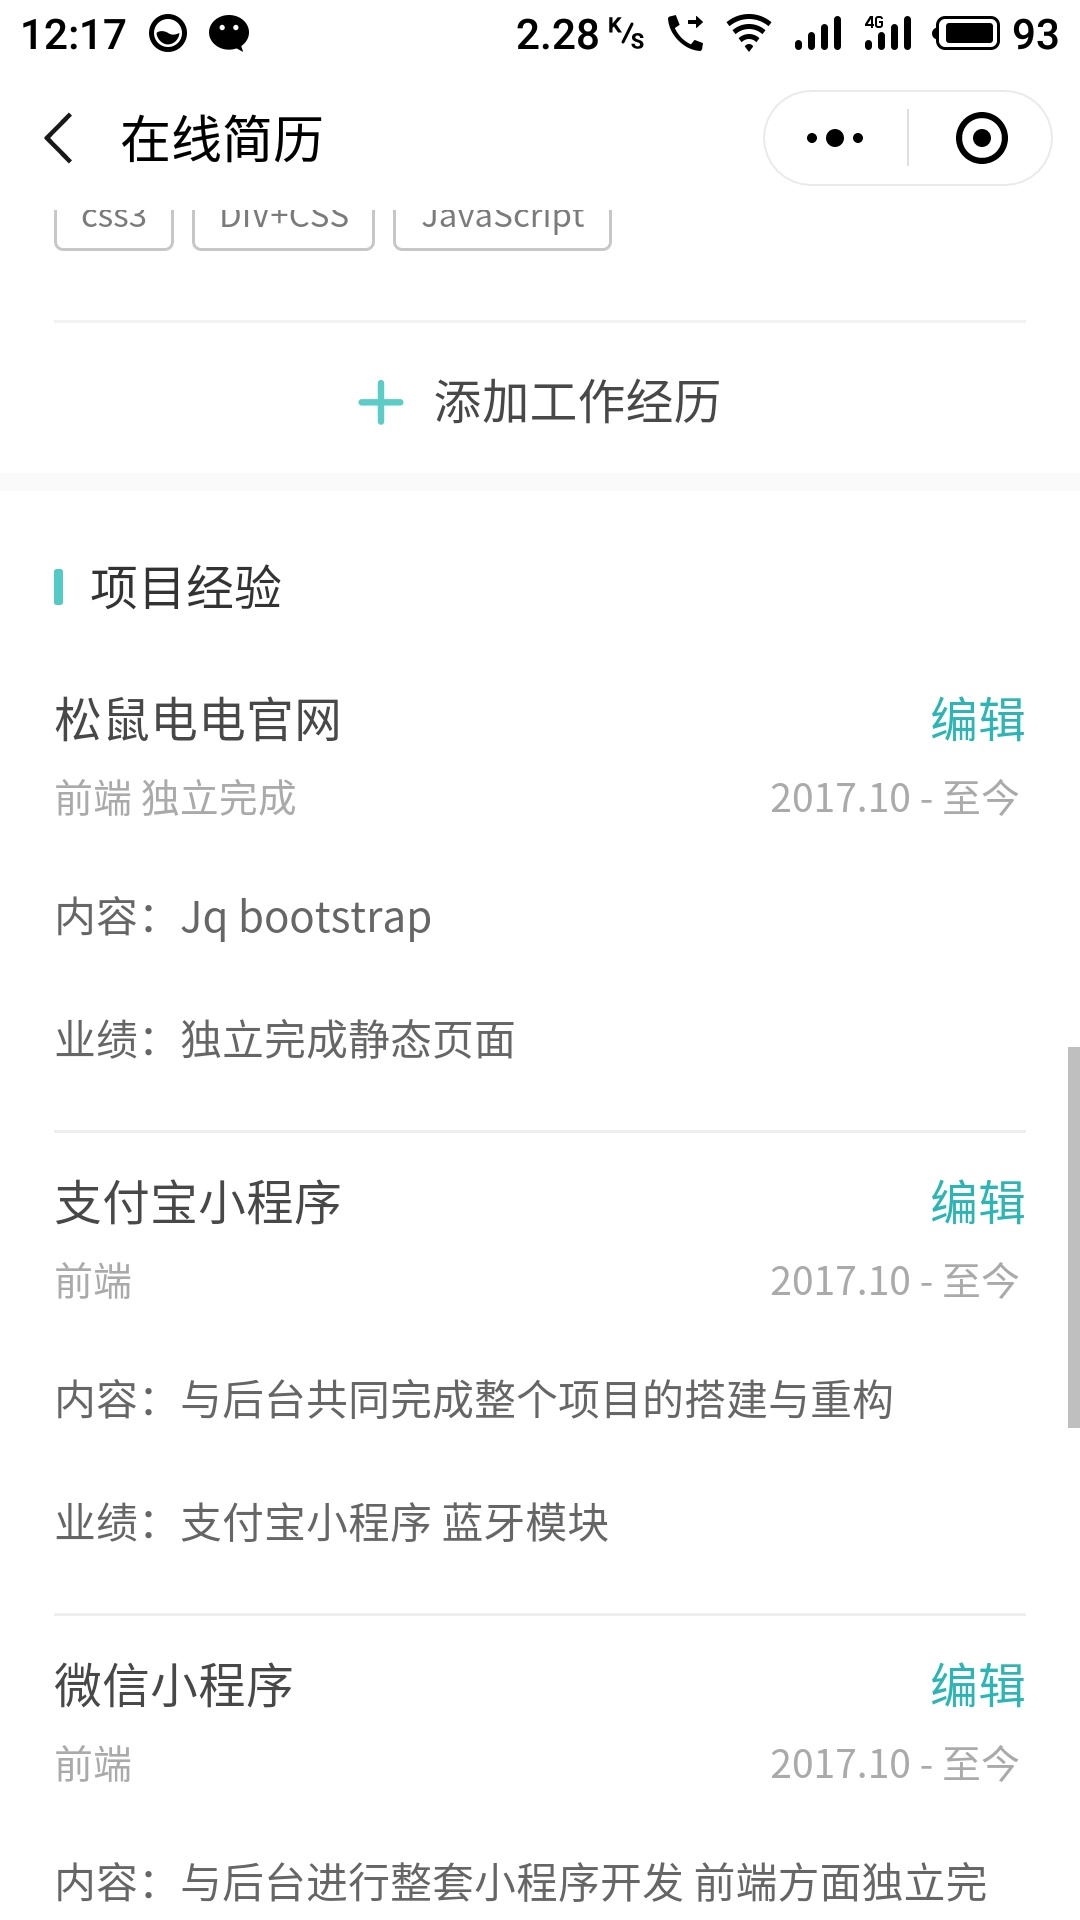 12:17 2.28 K/s 4G 93
在线简历
css3 Div+CSS JavaScript
添加工作经历
项目经验
松鼠电电官网 编辑
前端 独立完成 2017.10 - 至今
内容：Jq bootstrap
业绩：独立完成静态页面
支付宝小程序 编辑
前端 2017.10 - 至今
内容：与后台共同完成整个项目的搭建与重构
业绩：支付宝小程序 蓝牙模块
微信小程序 编辑
前端 2017.10 - 至今
内容：与后台进行整套小程序开发 前端方面独立完